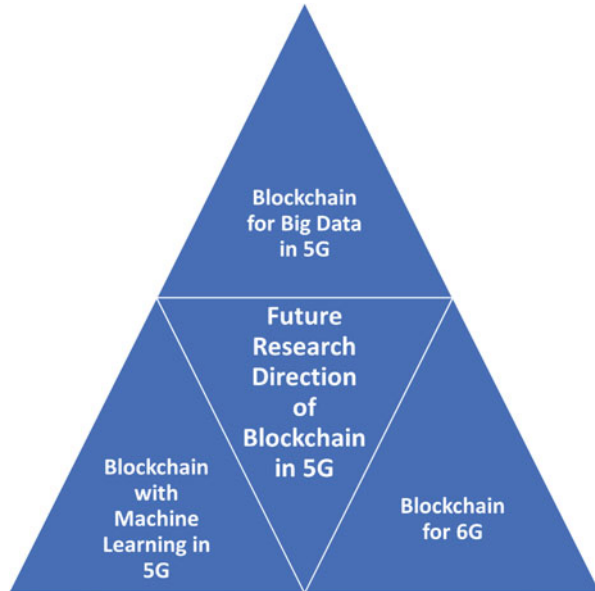 Blockchain
for Big Data
in 5G
Future
Research
Direction
of
Blockchain
in 5G
Blockchain
with
Machine
Learning in
5G
Blockchain
for 6G